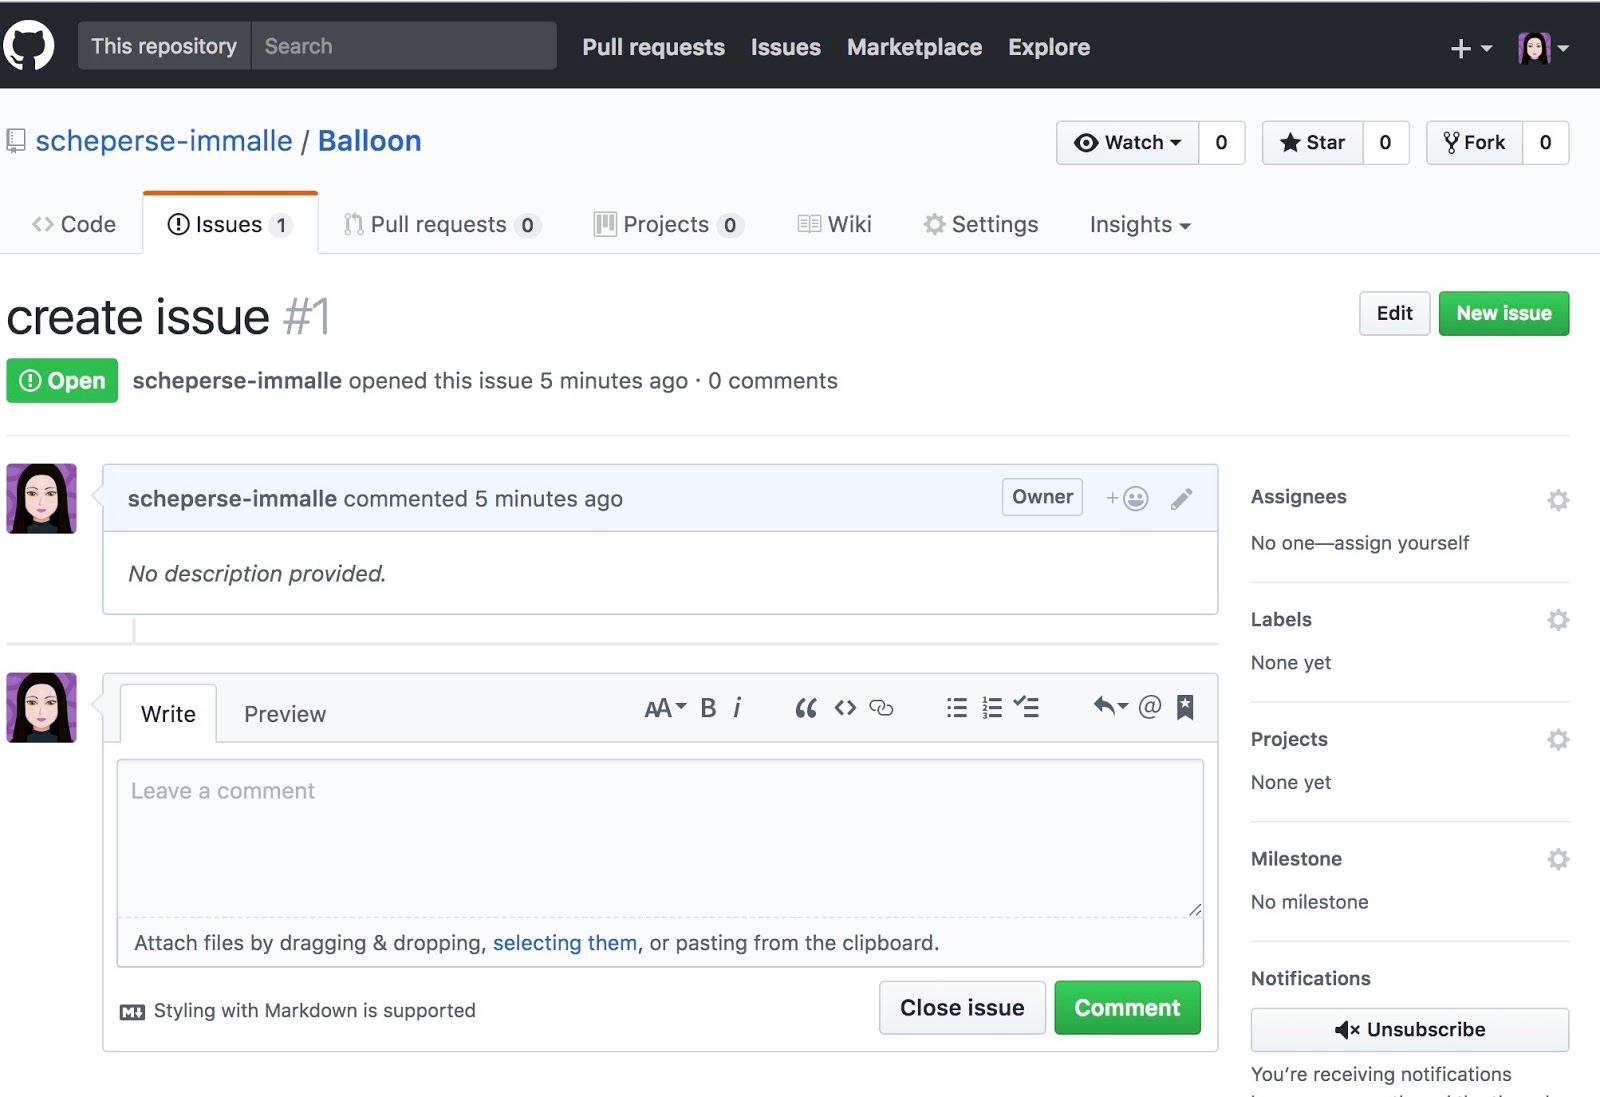 This repository Search Pull requests Issues Marketplace Explore
scheperse-immalle / Balloon Watch 0 Star 0 Fork 0
Code Issues 1 Pull requests 0 Projects 0 Wiki Settings Insights
create issue #1 Edit New issue
Open scheperse-immalle opened this issue 5 minutes ago · 0 comments
scheperse-immalle commented 5 minutes ago Owner
No description provided.
Write Preview AA B i @
Leave a comment
Attach files by dragging & dropping, selecting them, or pasting from the clipboard.
Styling with Markdown is supported Close issue Comment
Assignees
No one—assign yourself
Labels
None yet
Projects
None yet
Milestone
No milestone
Notifications
Unsubscribe
You’re receiving notifications